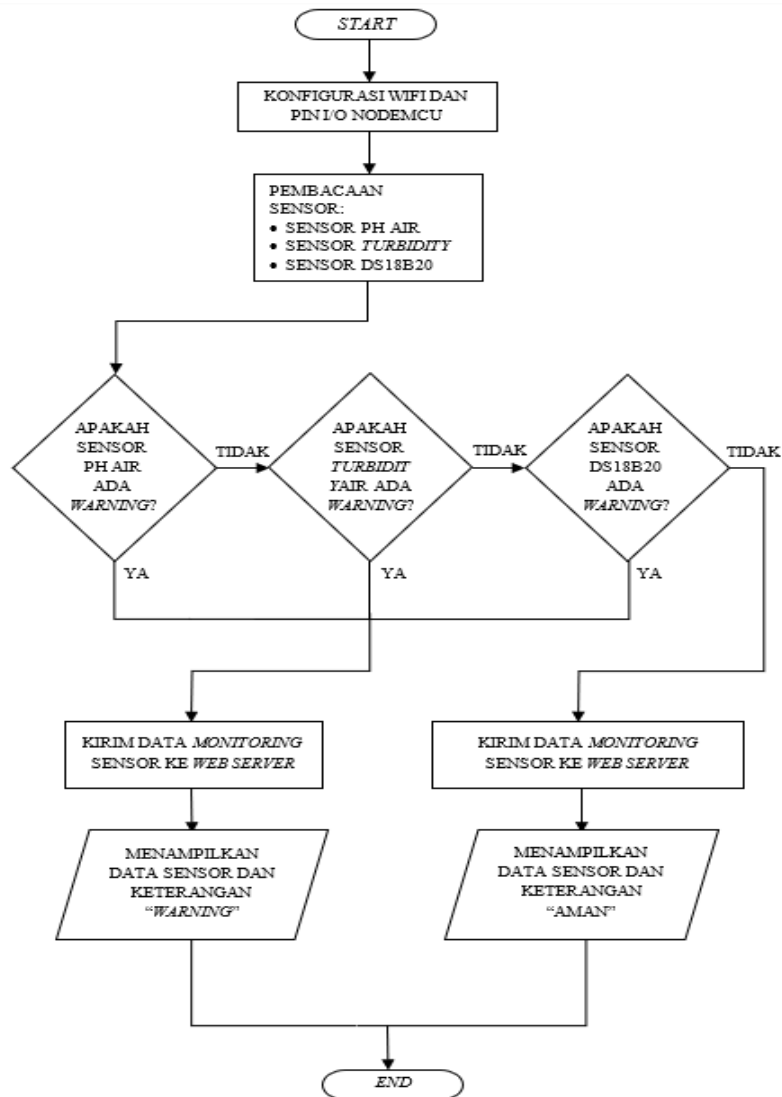 START
KONFIGURASI WIFI DAN
PIN I/O NODEMCU
PEMBACAAN
SENSOR:
• SENSOR PH AIR
• SENSOR TURBIDITY
• SENSOR DS18B20
APAKAH
SENSOR
PH AIR
ADA
WARNING?
TIDAK
YA
APAKAH
SENSOR
TURBIDIT
YAIR ADA
WARNING?
TIDAK
YA
APAKAH
SENSOR
DS18B20
ADA
WARNING?
TIDAK
YA
KIRIM DATA MONITORING
SENSOR KE WEB SERVER
KIRIM DATA MONITORING
SENSOR KE WEB SERVER
MENAMPILKAN
DATA SENSOR DAN
KETERANGAN
“WARNING”
MENAMPILKAN
DATA SENSOR DAN
KETERANGAN
“AMAN”
END